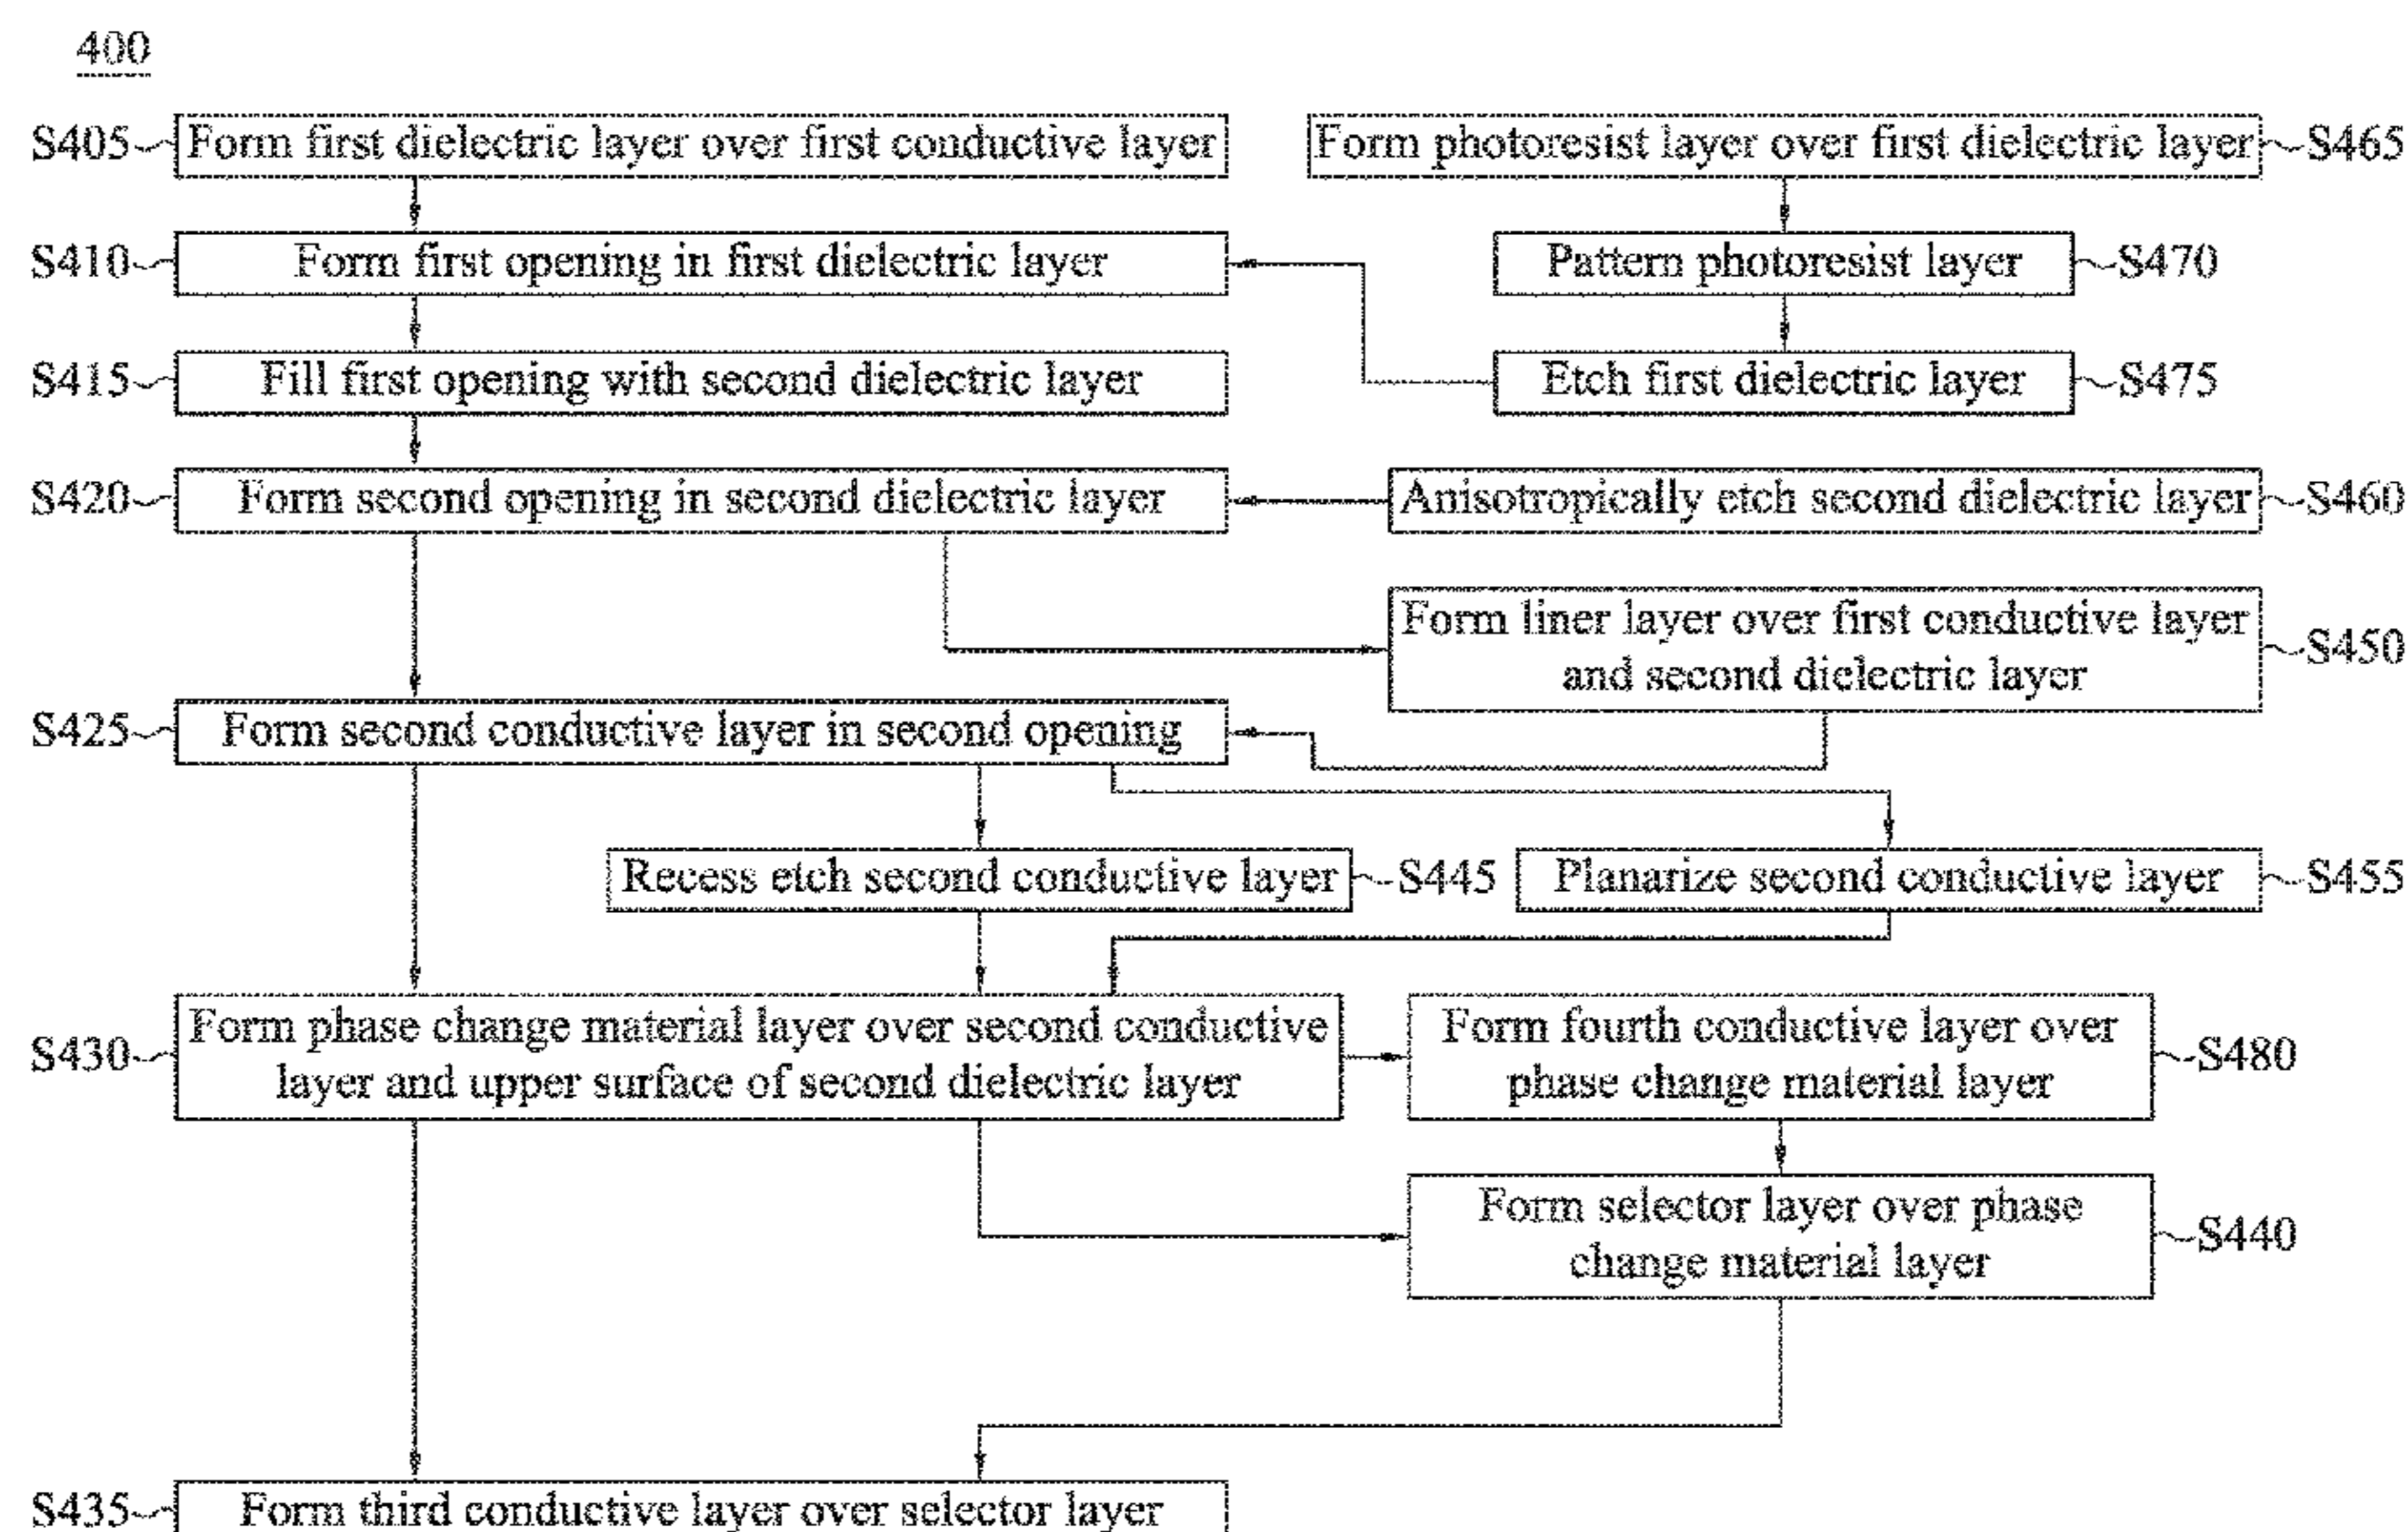 400
S405 Form first dielectric layer over first conductive layer
Form photoresist layer over first dielectric layer S465
S410 Form first opening in first dielectric layer
Pattern photoresist layer S470
S415 Fill first opening with second dielectric layer
Etch first dielectric layer S475
S420 Form second opening in second dielectric layer
Anisotropically etch second dielectric layer S460
Form liner layer over first conductive layer
and second dielectric layer
S450
S425 Form second conductive layer in second opening
Recess etch second conductive layer S445
Planarize second conductive layer S455
S430
Form phase change material layer over second conductive
layer and upper surface of second dielectric layer
Form fourth conductive layer over
phase change material layer
S480
Form selector layer over phase
change material layer
S440
S435 Form third conductive layer over selector layer